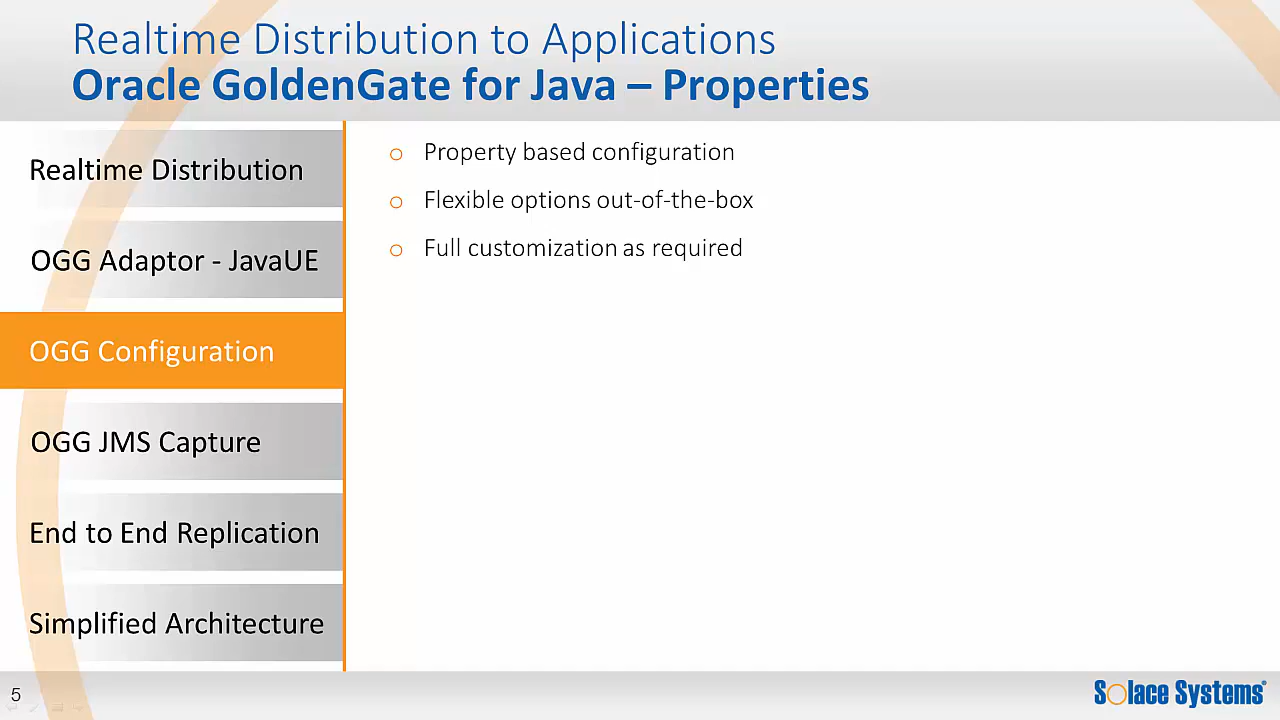 Realtime Distribution to Applications
Oracle GoldenGate for Java – Properties
Realtime Distribution
OGG Adaptor - JavaUE
OGG Configuration
OGG JMS Capture
End to End Replication
Simplified Architecture
o Property based configuration
o Flexible options out-of-the-box
o Full customization as required
5
Solace Systems®